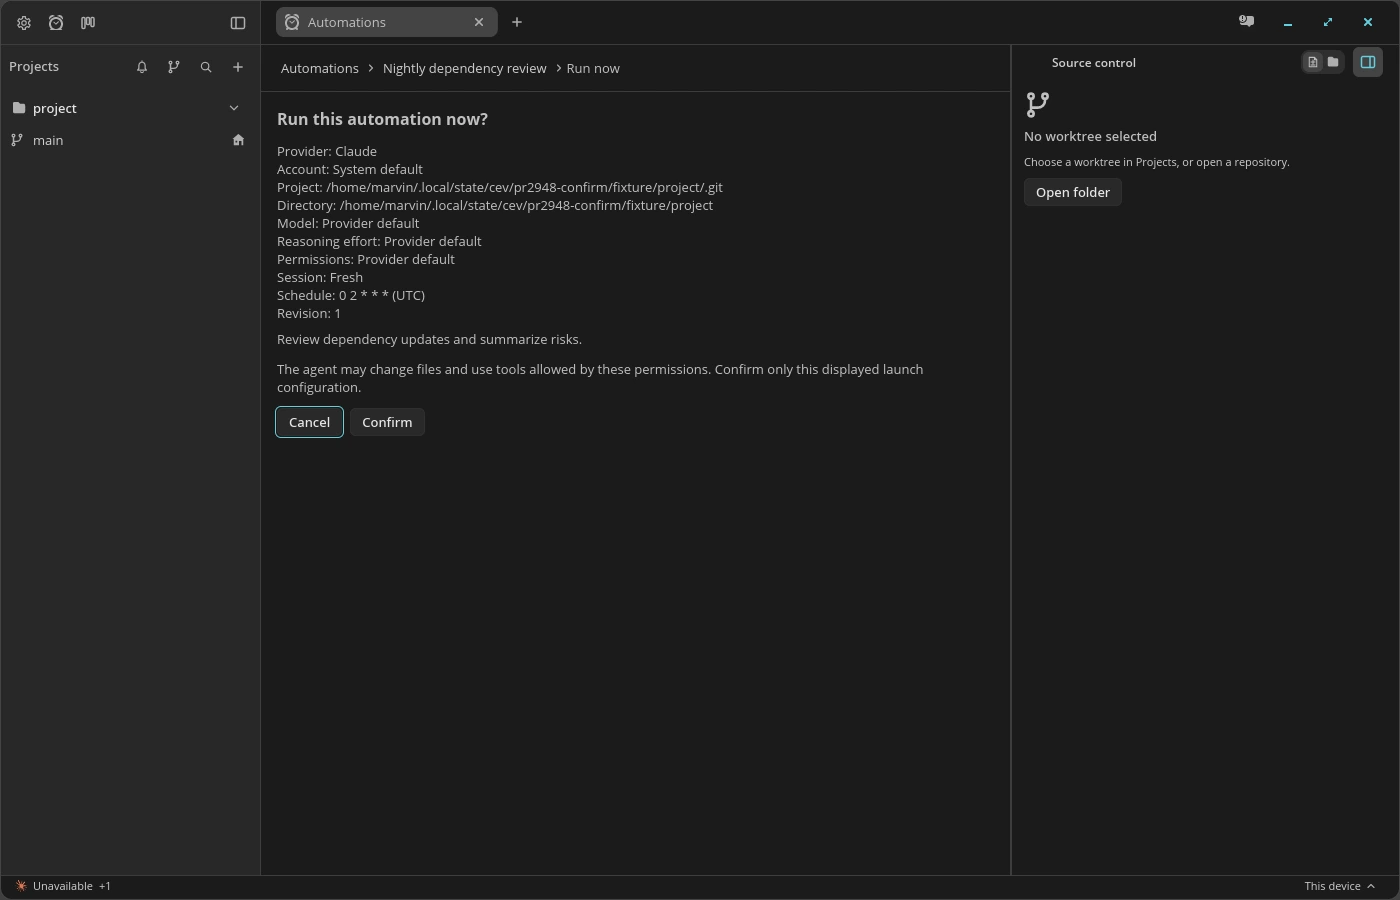 Automations
Projects
project
main
Automations > Nightly dependency review > Run now
Run this automation now?
Provider: Claude
Account: System default
Project: /home/marvin/.local/state/cev/pr2948-confirm/fixture/project/.git
Directory: /home/marvin/.local/state/cev/pr2948-confirm/fixture/project
Model: Provider default
Reasoning effort: Provider default
Permissions: Provider default
Session: Fresh
Schedule: 0 2 * * * (UTC)
Revision: 1
Review dependency updates and summarize risks.
The agent may change files and use tools allowed by these permissions. Confirm only this displayed launch
configuration.
Cancel
Confirm
Source control
No worktree selected
Choose a worktree in Projects, or open a repository.
Open folder
Unavailable +1
This device